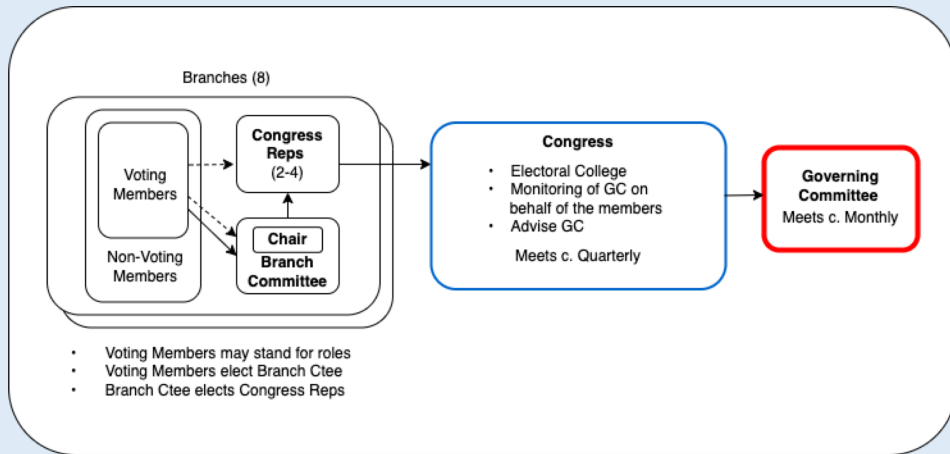 Branches (8)
Voting
Members
Non-Voting
Members
Congress
Reps
(2-4)
Chair
Branch
Committee
• Voting Members may stand for roles
• Voting Members elect Branch Ctee
• Branch Ctee elects Congress Reps
Congress
• Electoral College
• Monitoring of GC on
behalf of the members
• Advise GC
Meets c. Quarterly
Governing
Committee
Meets c. Monthly